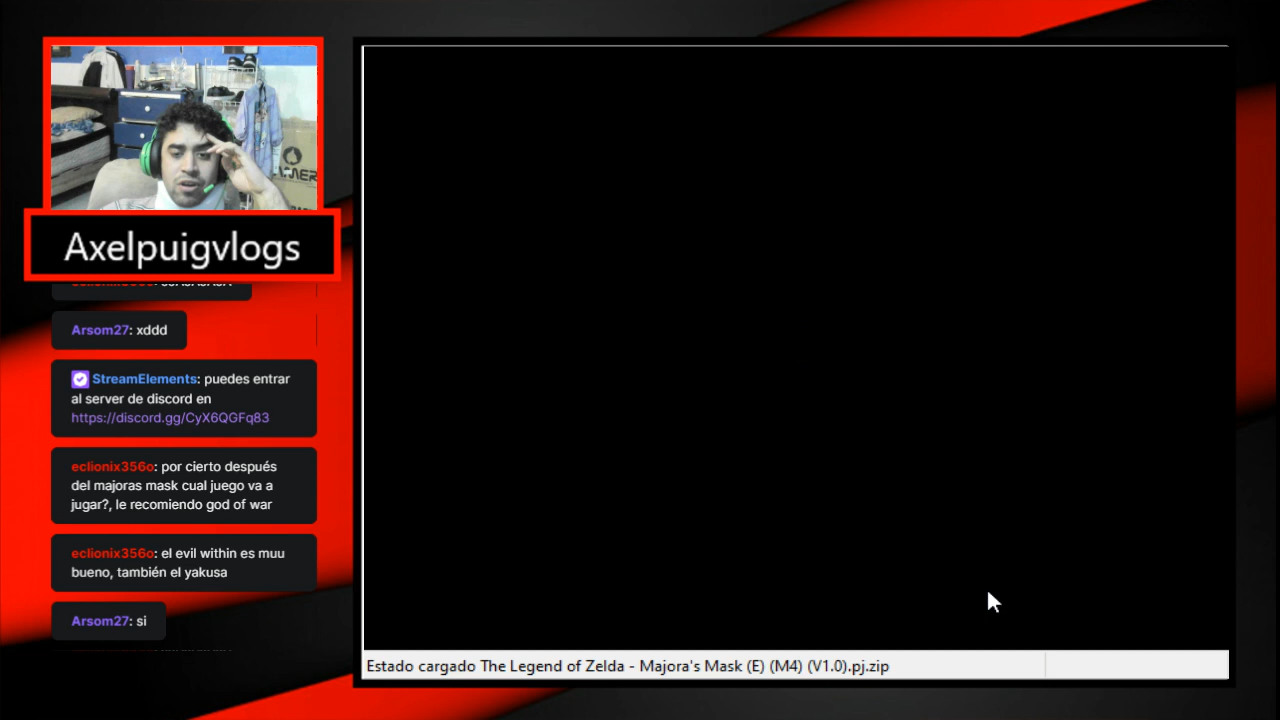 Axelpuigvlogs
Arsom27: xddd
StreamElements: puedes entrar
al server de discord en
https://discord.gg/CyX6QGFq83
eclionix356o: por cierto después
del majoras mask cual juego va a
jugar?, le recomiendo god of war
eclionix356o: el evil within es muu
bueno, también el yakusa
Arsom27: si
Estado cargado The Legend of Zelda - Majora's Mask (E) (M4) (V1.0).pj.zip